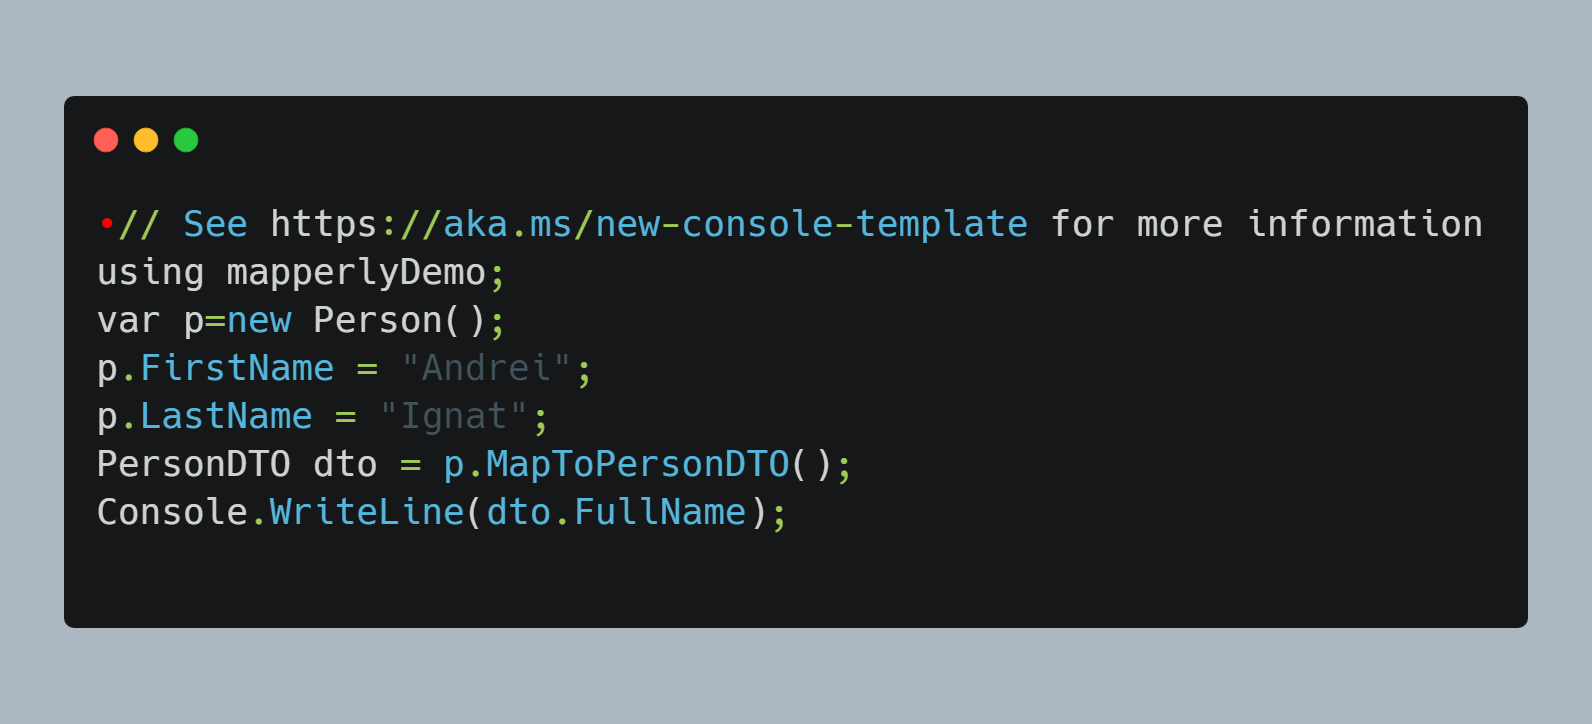 •// See https://aka.ms/new-console-template for more information
using mapperlyDemo;
var p=new Person();
p.FirstName = "Andrei";
p.LastName = "Ignat";
PersonDTO dto = p.MapToPersonDTO();
Console.WriteLine(dto.FullName);